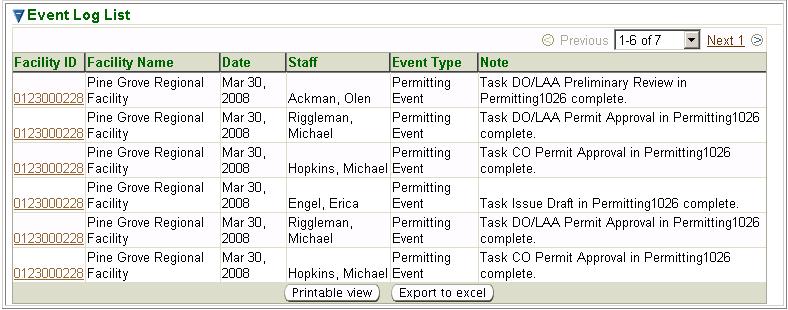 Event Log List
Previous 1-6 of 7 Next 1
Facility ID Facility Name Date Staff Event Type Note
0123000228 Pine Grove Regional Facility Mar 30, 2008 Ackman, Olen Permitting Event Task DO/LAA Preliminary Review in Permitting1026 complete.
0123000228 Pine Grove Regional Facility Mar 30, 2008 Riggleman, Michael Permitting Event Task DO/LAA Permit Approval in Permitting1026 complete.
0123000228 Pine Grove Regional Facility Mar 30, 2008 Hopkins, Michael Permitting Event Task CO Permit Approval in Permitting1026 complete.
0123000228 Pine Grove Regional Facility Mar 30, 2008 Engel, Erica Permitting Event Task Issue Draft in Permitting1026 complete.
0123000228 Pine Grove Regional Facility Mar 30, 2008 Riggleman, Michael Permitting Event Task DO/LAA Permit Approval in Permitting1026 complete.
0123000228 Pine Grove Regional Facility Mar 30, 2008 Hopkins, Michael Permitting Event Task CO Permit Approval in Permitting1026 complete.
Printable view Export to excel